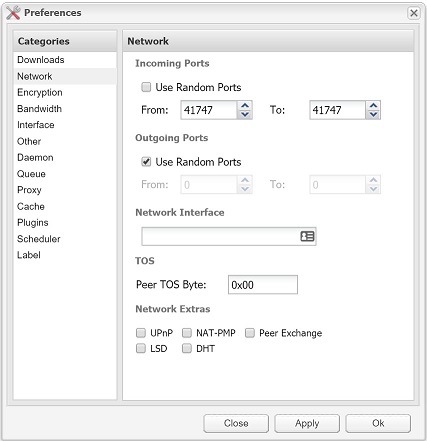 Preferences
Categories
Downloads
Network
Encryption
Bandwidth
Interface
Other
Daemon
Queue
Proxy
Cache
Plugins
Scheduler
Label
Network
Incoming Ports
Use Random Ports
From: 41747 To: 41747
Outgoing Ports
Use Random Ports
From: 0 To: 0
Network Interface
TOS
Peer TOS Byte: 0x00
Network Extras
UPnP NAT-PMP Peer Exchange
LSD DHT
Close Apply Ok